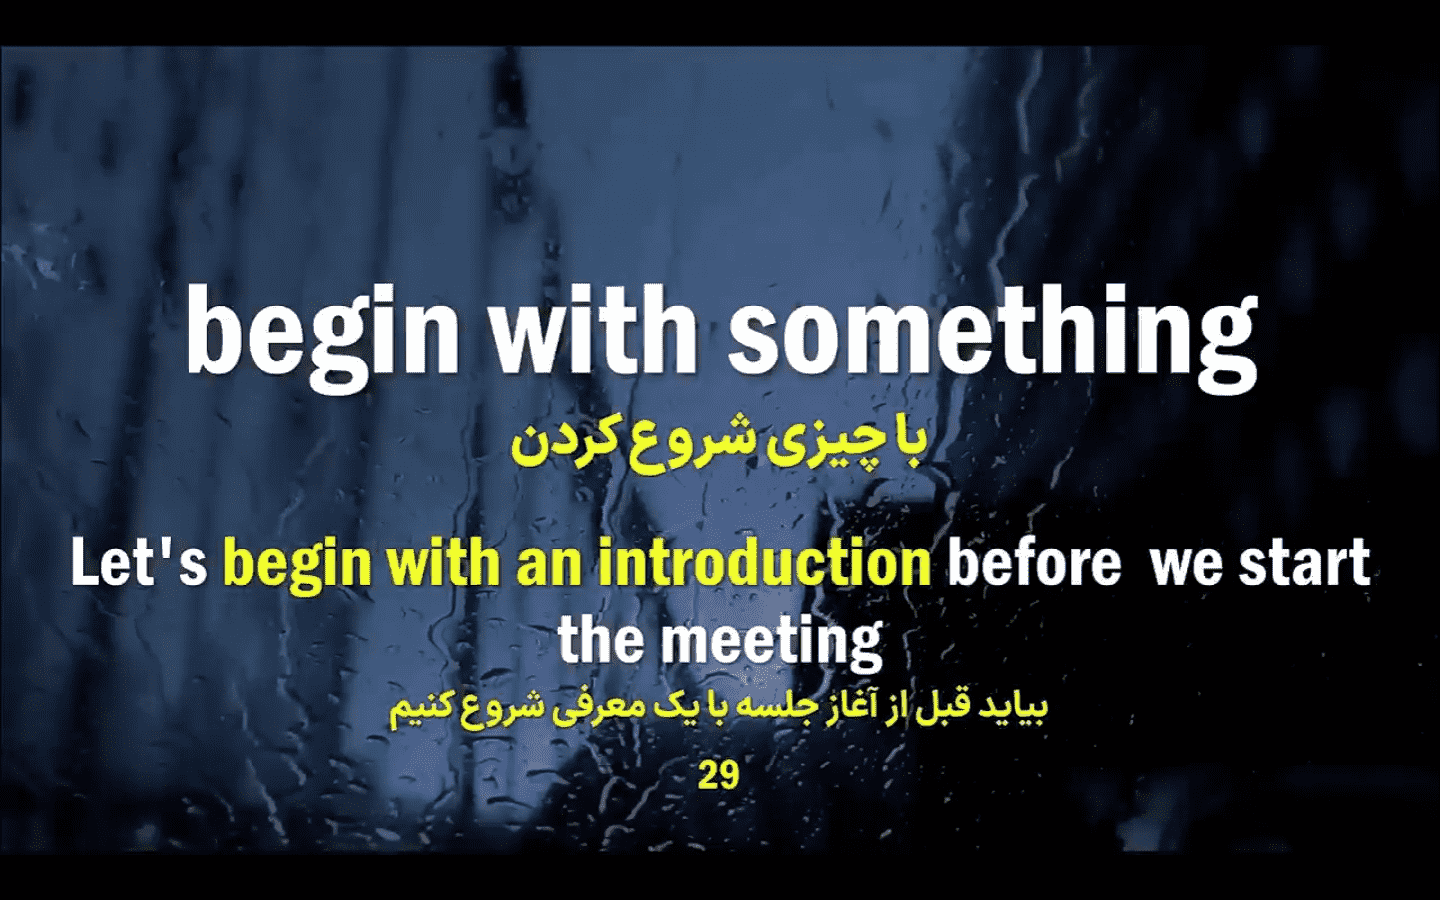 begin with something
با چیزی شروع کردن
Let's begin with an introduction before we start
the meeting
بیاید قبل از آغاز جلسه با یک معرفی شروع کنیم
29